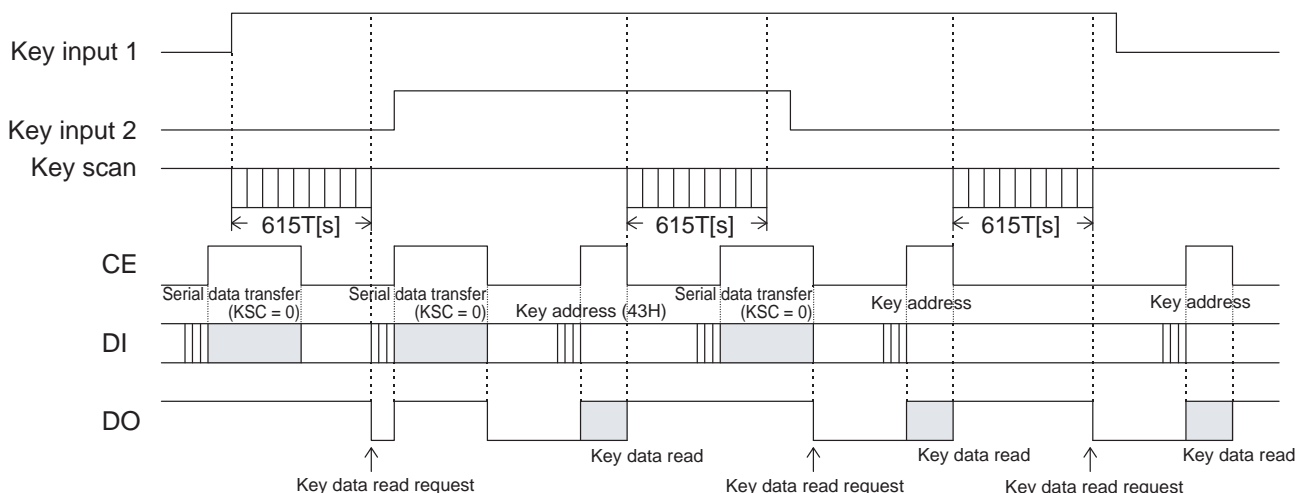 Key input 1
Key input 2
Key scan
615T[s] 615T[s] 615T[s]
CE
Serial data transfer (KSC = 0)
Serial data transfer (KSC = 0)
Key address (43H)
Serial data transfer (KSC = 0)
Key address
Key address
DI
DO
Key data read
Key data read
Key data read
Key data read request
Key data read request
Key data read request